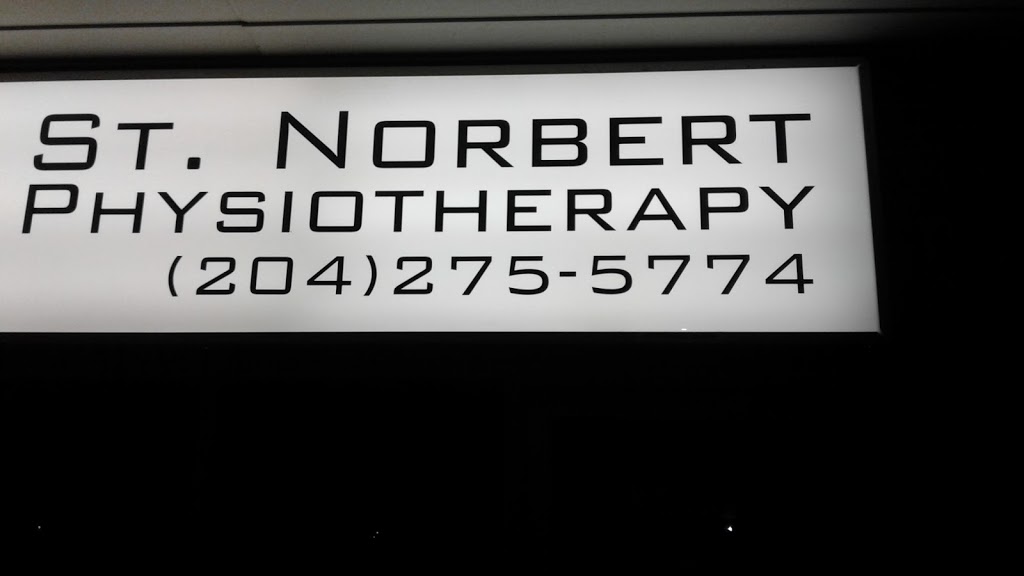 St. Norbert
Physiotherapy
(204)275-5774